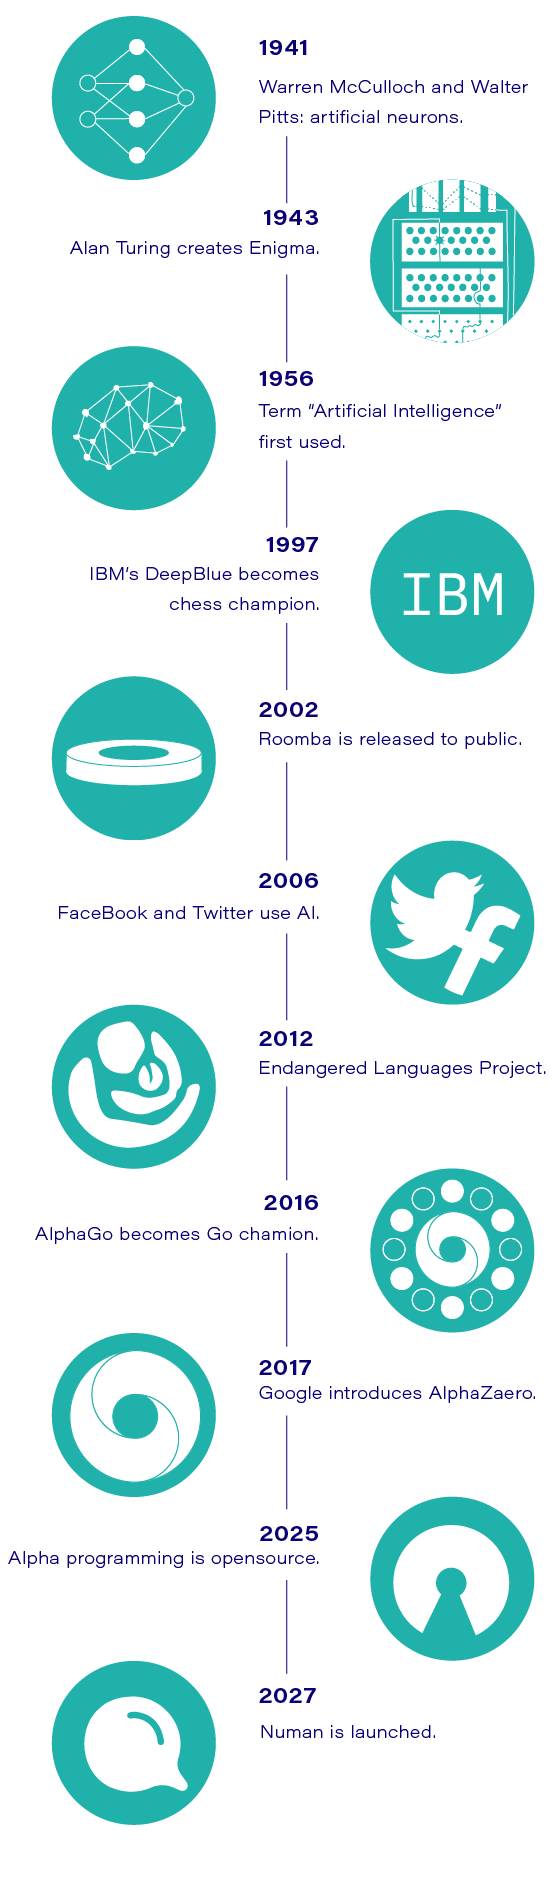 1941
Warren McCulloch and Walter
Pitts: artificial neurons.
1943
Alan Turing creates Enigma.
1956
Term "Artificial Intelligence"
first used.
1997
IBM's DeepBlue becomes
chess champion.
IBM
2002
Roomba is released to public.
2006
FaceBook and Twitter use AI.
2012
Endangered Languages Project.
2016
AlphaGo becomes Go chamion.
2017
Google introduces AlphaZaero.
2025
Alpha programming is opensource.
2027
Numan is launched.